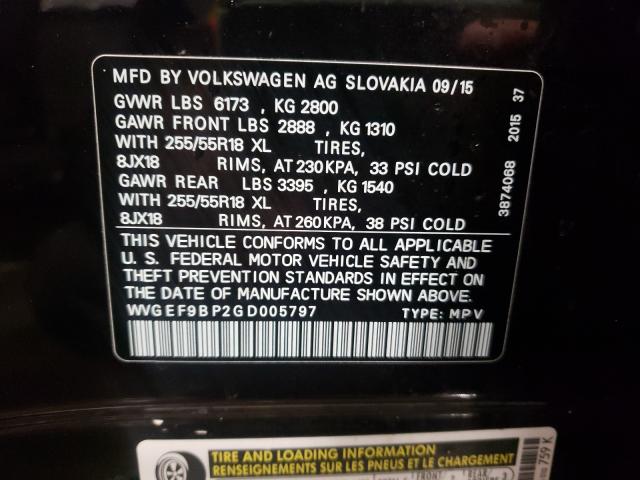 MFD BY VOLKSWAGEN AG SLOVAKIA 09/15
GVWR LBS 6173 , KG 2800
GAWR FRONT LBS 2888 , KG 1310
WITH 255/55R18 XL TIRES,
8JX18 RIMS, AT 230KPA, 33 PSI COLD
GAWR REAR LBS 3395 , KG 1540
WITH 255/55R18 XL TIRES,
8JX18 RIMS, AT 260KPA, 38 PSI COLD
THIS VEHICLE CONFORMS TO ALL APPLICABLE
U. S. FEDERAL MOTOR VEHICLE SAFETY AND
THEFT PREVENTION STANDARDS IN EFFECT ON
THE DATE OF MANUFACTURE SHOWN ABOVE.
WVGEF9BP2GD005797 TYPE: MPV
3874068 2015 37
TIRE AND LOADING INFORMATION
RENSEIGNEMENTS SUR LES PNEUS ET LE CHARGEMENT
FRONT REAR
759 K